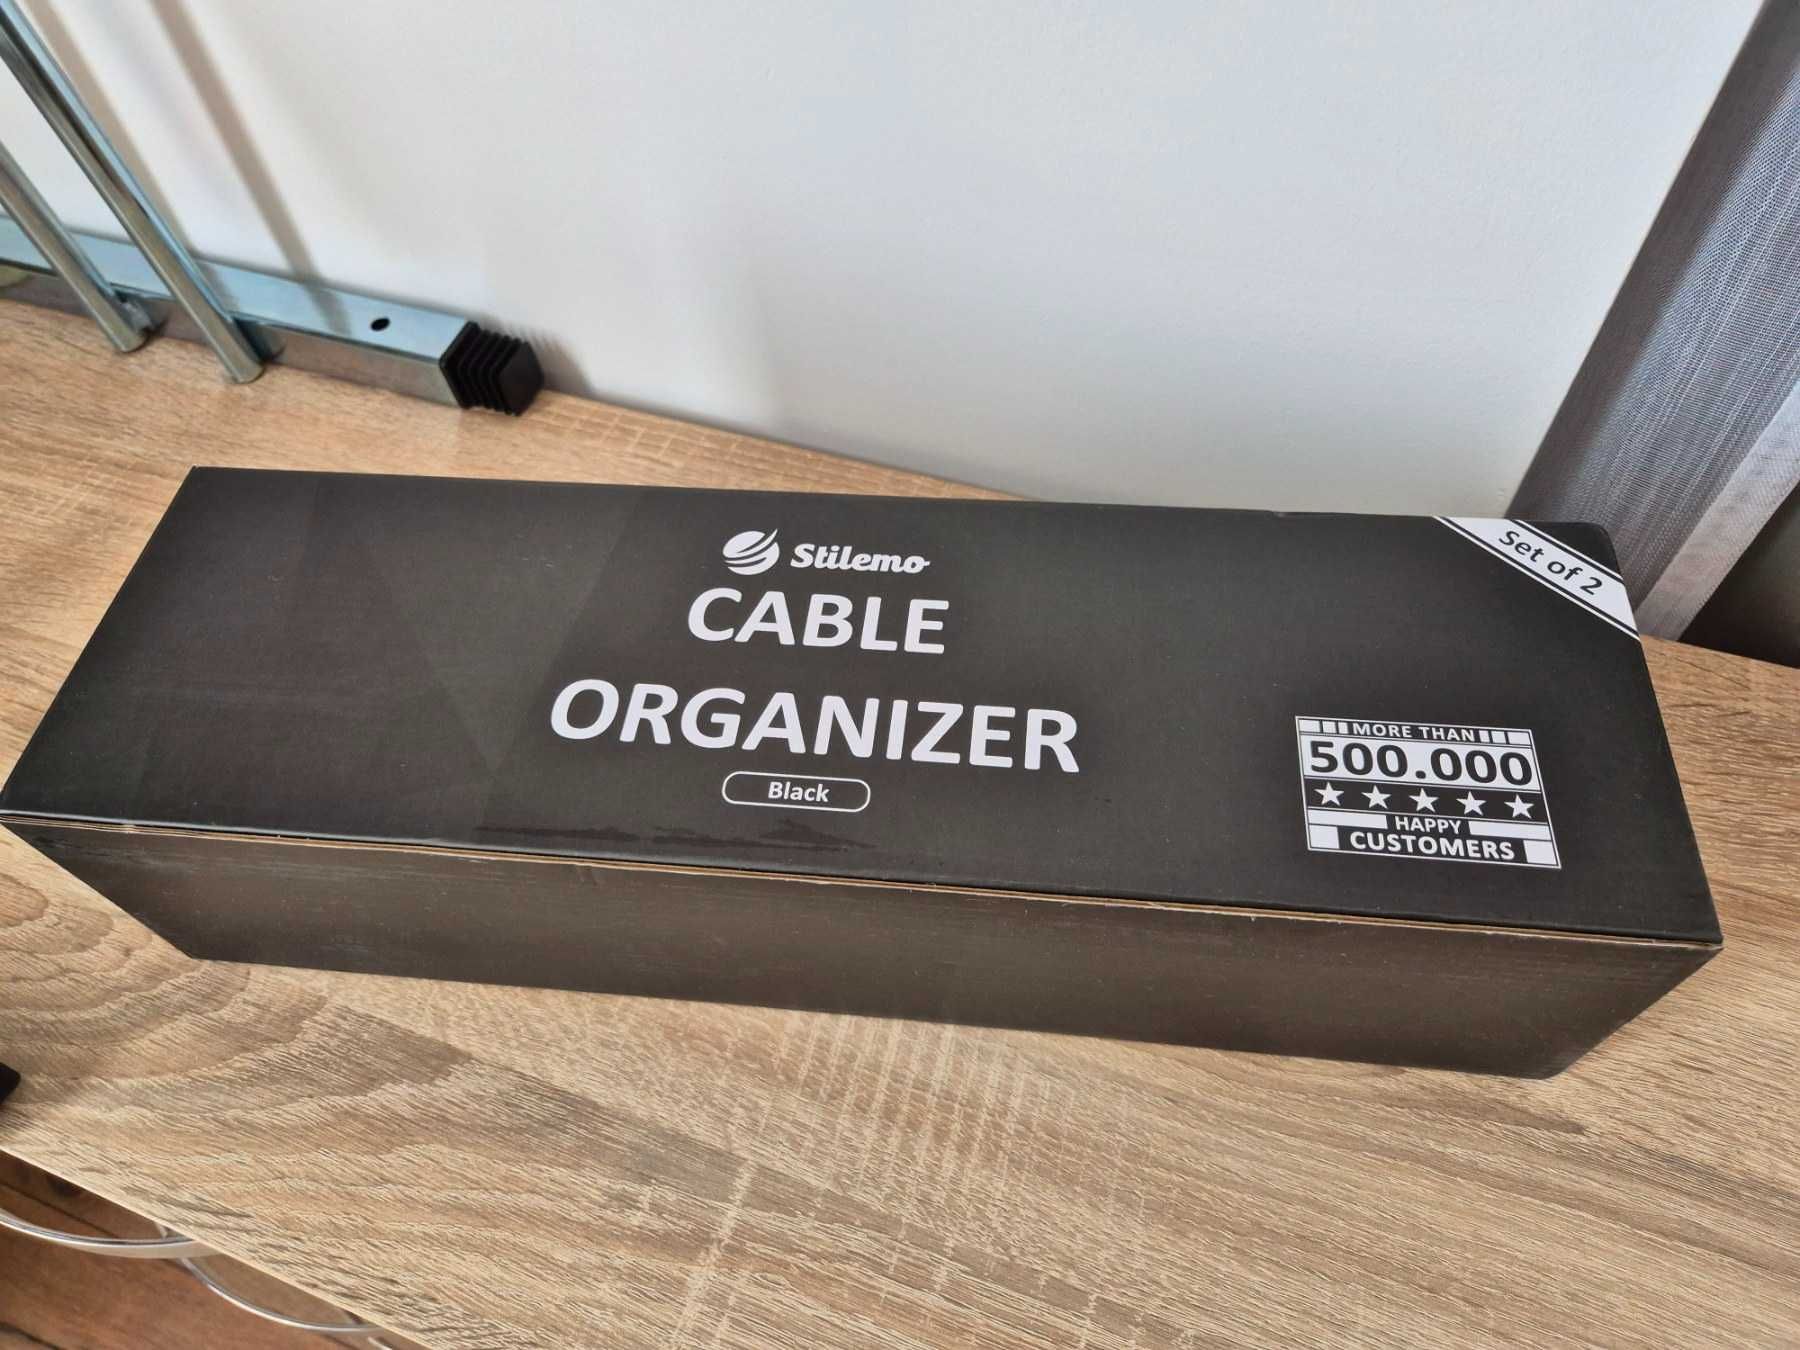 Stilemo
CABLE
ORGANIZER
Black
Set of 2
MORE THAN
500.000
HAPPY
CUSTOMERS